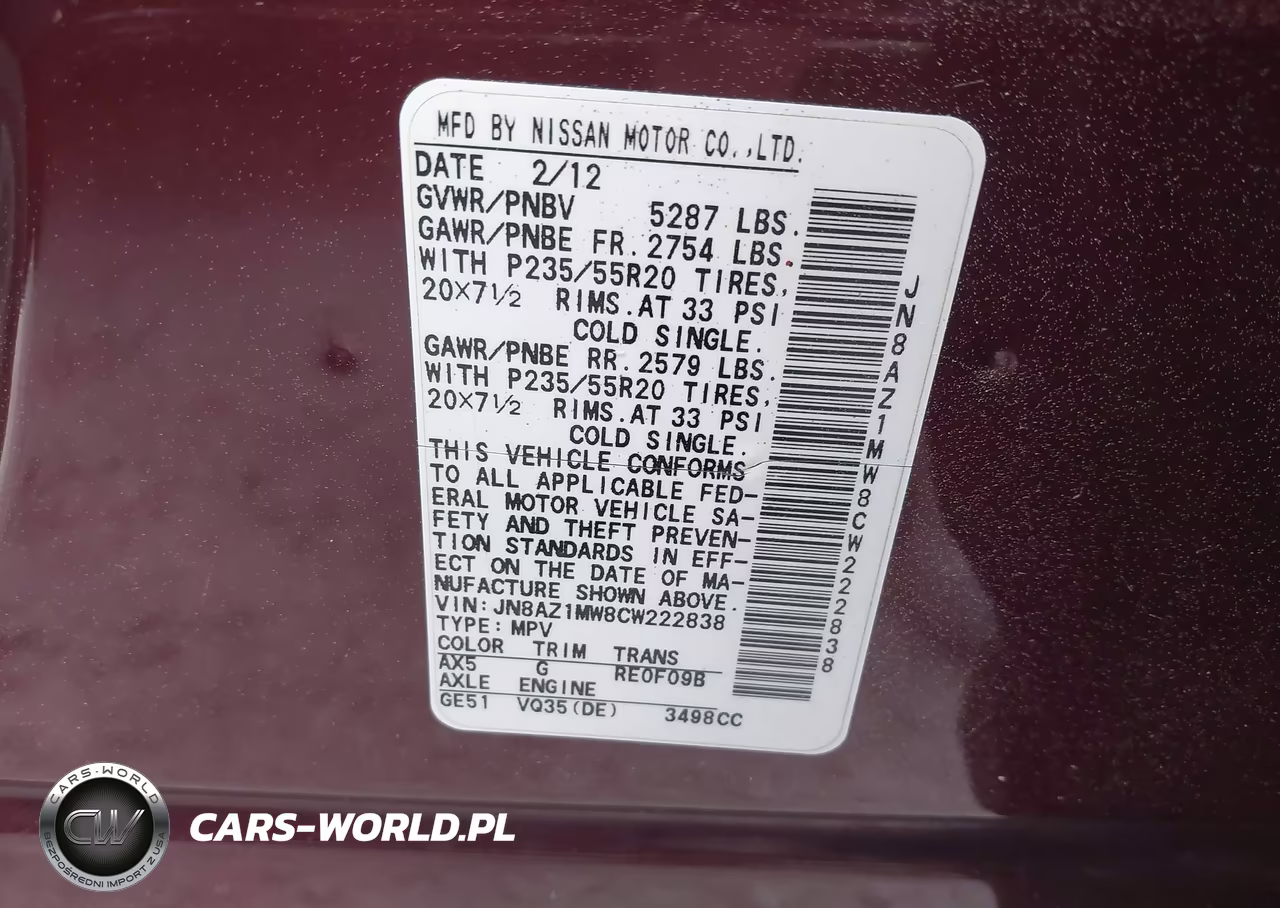 MFD BY NISSAN MOTOR CO.,LTD.
DATE 2/12
GVWR/PNBV 5287 LBS.
GAWR/PNBE FR. 2754 LBS.
WITH P235/55R20 TIRES,
20×7 1/2 RIMS.AT 33 PSI
COLD SINGLE.
GAWR/PNBE RR. 2579 LBS.
WITH P235/55R20 TIRES,
20×7 1/2 RIMS.AT 33 PSI
COLD SINGLE.
THIS VEHICLE CONFORMS
TO ALL APPLICABLE FED-
ERAL MOTOR VEHICLE SA-
FETY AND THEFT PREVEN-
TION STANDARDS IN EFF-
ECT ON THE DATE OF MA-
NUFACTURE SHOWN ABOVE.
VIN:JN8AZ1MW8CW222838
TYPE:MPV
COLOR TRIM TRANS
AX5 G RE0F09B
AXLE ENGINE
GE51 VQ35(DE) 3498CC
JN8AZ1MW8CW222838
CARS-WORLD
CW
BEZPOŚREDNI IMPORT Z USA
CARS-WORLD.PL